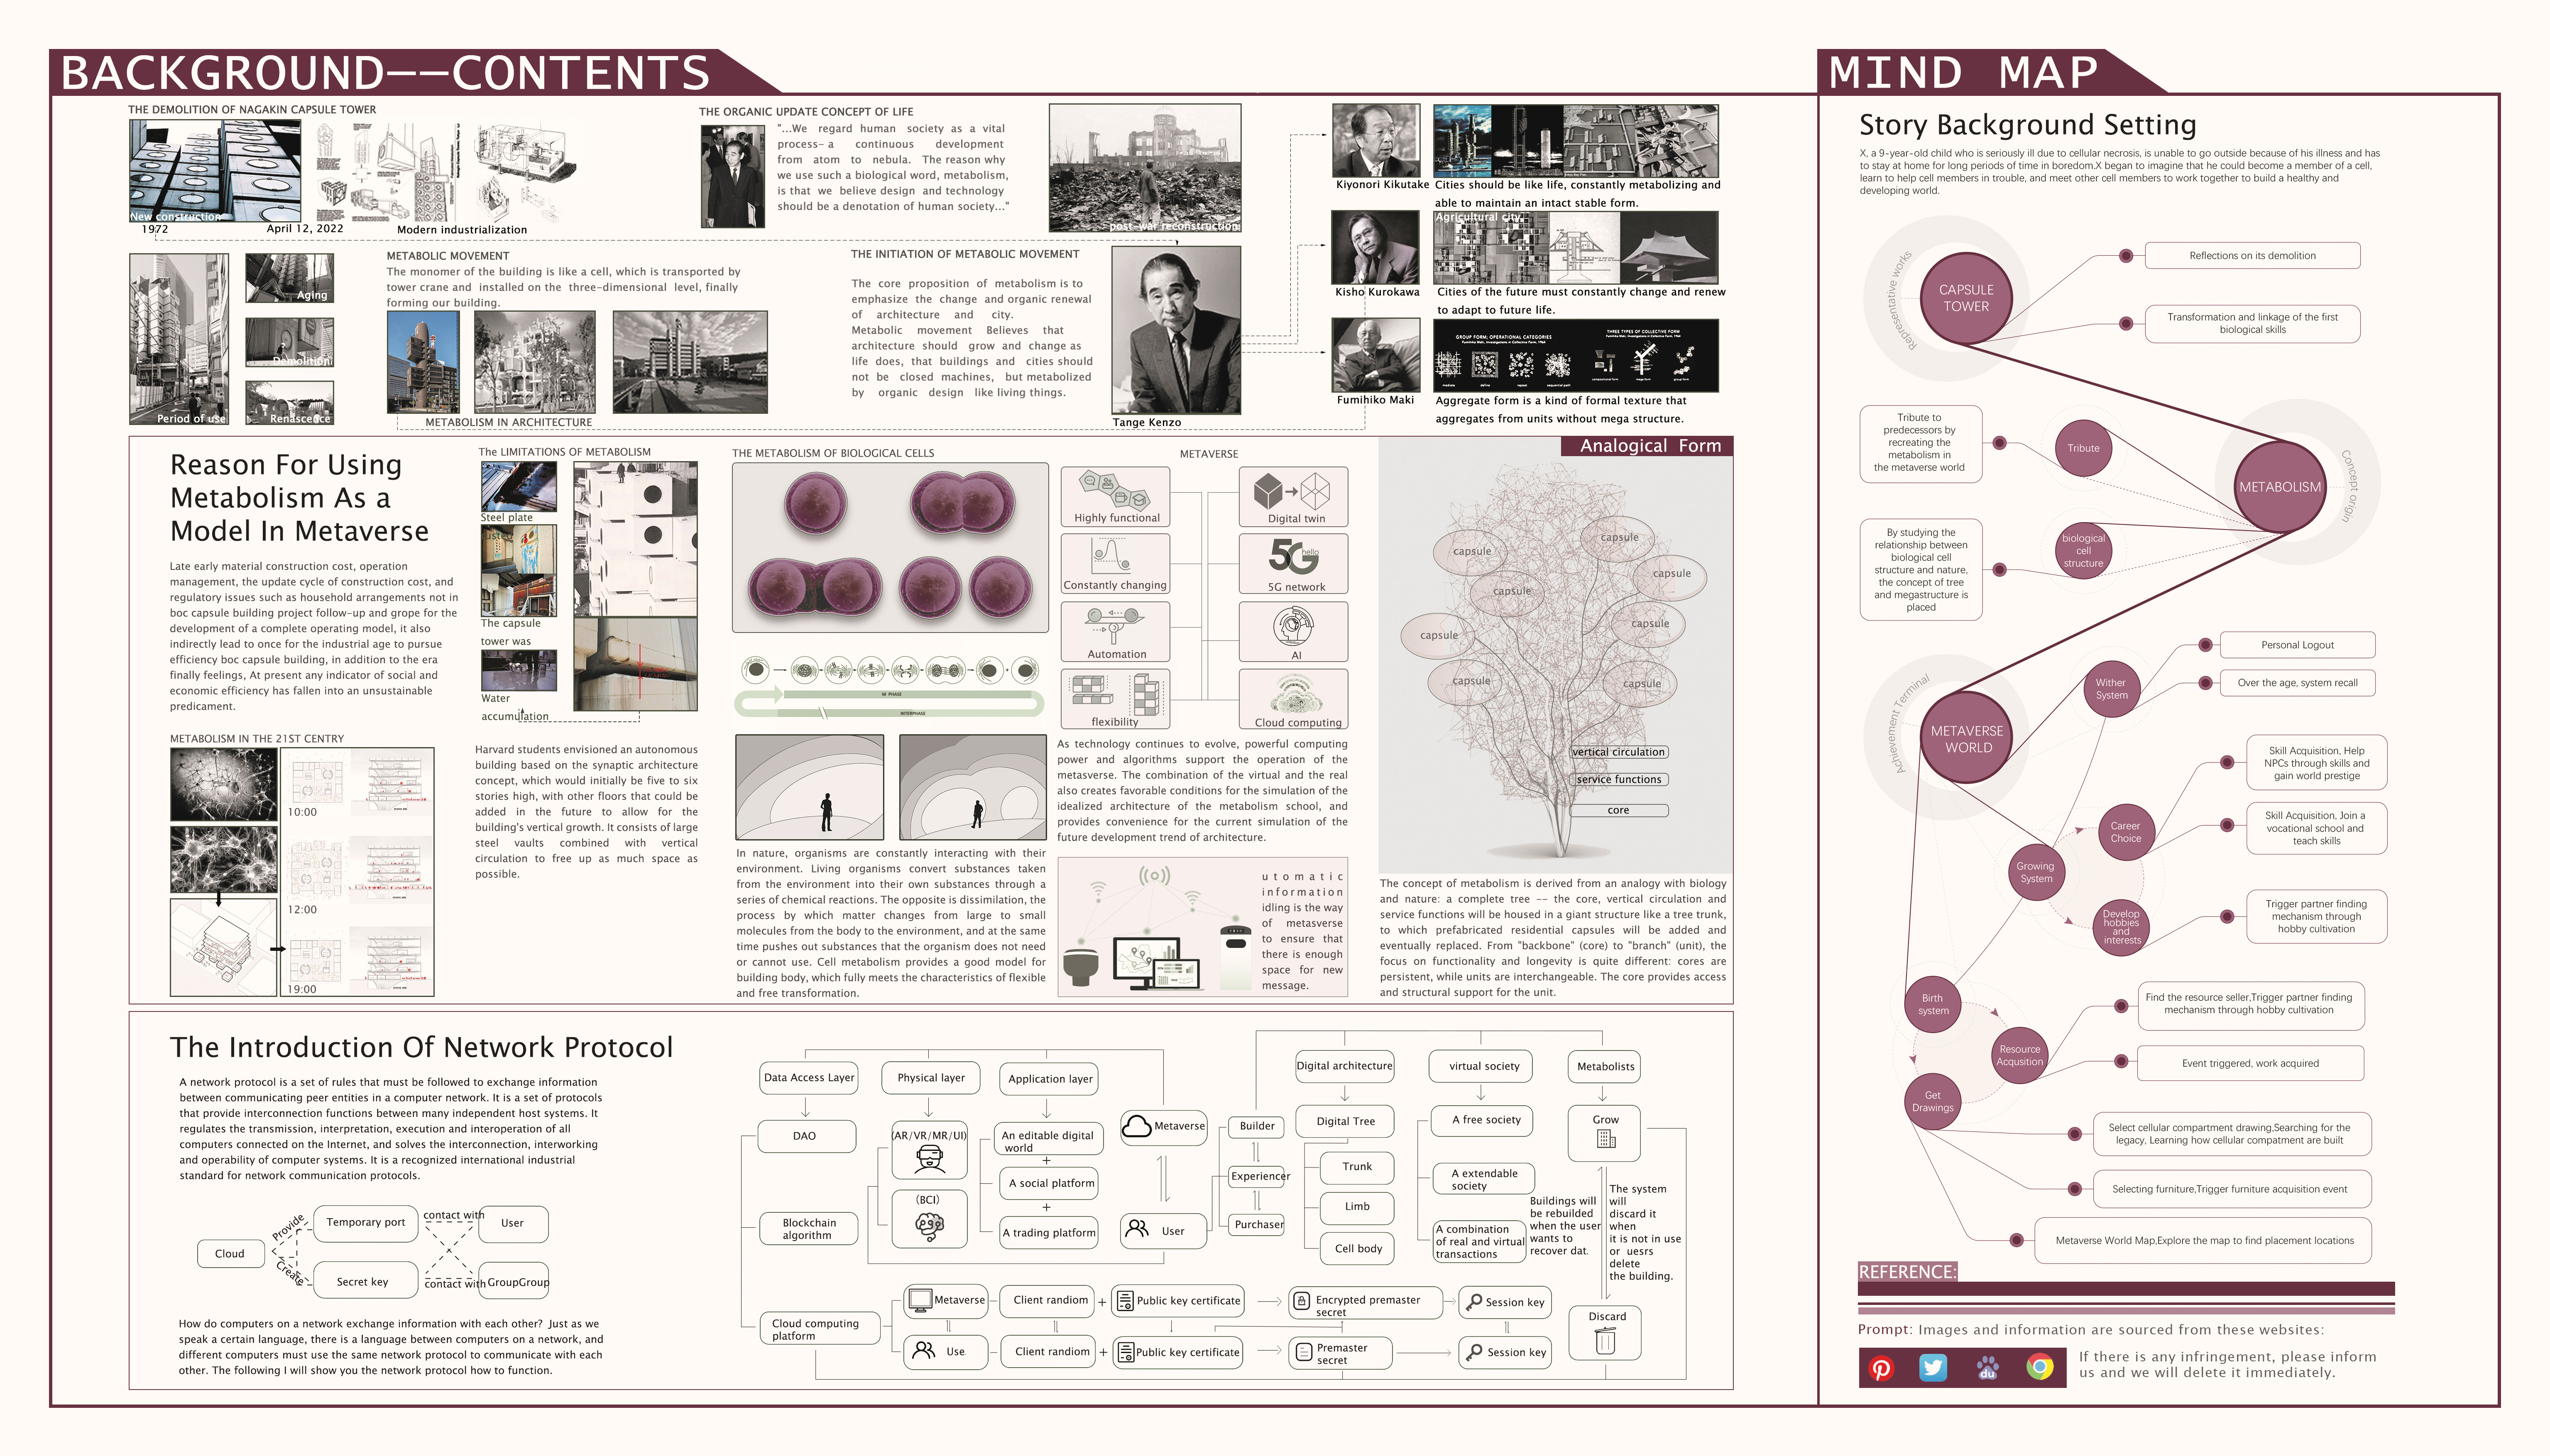 BACKGROUND——CONTENTS
THE DEMOLITION OF NAGAKIN CAPSULE TOWER
New construction
1972
April 12, 2022
Modern industrialization
Period of use
Aging
Demolition
Renascence
METABOLIC MOVEMENT
The monomer of the building is like a cell, which is transported by
tower crane and installed on the three-dimensional level, finally
forming our building.
METABOLISM IN ARCHITECTURE
THE ORGANIC UPDATE CONCEPT OF LIFE
"...We regard human society as a vital
process- a continuous development
from atom to nebula. The reason why
we use such a biological word, metabolism,
is that we believe design and technology
should be a denotation of human society..."
post-war reconstruction
THE INITIATION OF METABOLIC MOVEMENT
The core proposition of metabolism is to
emphasize the change and organic renewal
of architecture and city.
Metabolic movement Believes that
architecture should grow and change as
life does, that buildings and cities should
not be closed machines, but metabolized
by organic design like living things.
Tange Kenzo
Kiyonori Kikutake
Cities should be like life, constantly metabolizing and
able to maintain an intact stable form.
Agricultural city
Kisho Kurokawa
Cities of the future must constantly change and renew
to adapt to future life.
GROUP FORM; OPERATIONAL CATEGORIES
THREE TYPES OF COLLECTIVE FORM
mediate
define
repeat
sequential path
compositional form
mega form
group form
Fumihiko Maki
Aggregate form is a kind of formal texture that
aggregates from units without mega structure.
Reason For Using
Metabolism As a
Model In Metaverse
Late early material construction cost, operation
management, the update cycle of construction cost, and
regulatory issues such as household arrangements not in
boc capsule building project follow-up and grope for the
development of a complete operating model, it also
indirectly lead to once for the industrial age to pursue
efficiency boc capsule building, in addition to the era
finally feelings, At present any indicator of social and
economic efficiency has fallen into an unsustainable
predicament.
METABOLISM IN THE 21ST CENTRY
10:00
12:00
19:00
The LIMITATIONS OF METABOLISM
Steel plate
The capsule
tower was
Water
accumulation
Harvard students envisioned an autonomous
building based on the synaptic architecture
concept, which would initially be five to six
stories high, with other floors that could be
added in the future to allow for the
building's vertical growth. It consists of large
steel vaults combined with vertical
circulation to free up as much space as
possible.
THE METABOLISM OF BIOLOGICAL CELLS
M PHASE
INTERPHASE
In nature, organisms are constantly interacting with their
environment. Living organisms convert substances taken
from the environment into their own substances through a
series of chemical reactions. The opposite is dissimilation, the
process by which matter changes from large to small
molecules from the body to the environment, and at the same
time pushes out substances that the organism does not need
or cannot use. Cell metabolism provides a good model for
building body, which fully meets the characteristics of flexible
and free transformation.
METAVERSE
Highly functional
Digital twin
Constantly changing
5G hello
5G network
Automation
AI
flexibility
Cloud computing
As technology continues to evolve, powerful computing
power and algorithms support the operation of the
metasverse. The combination of the virtual and the real
also creates favorable conditions for the simulation of the
idealized architecture of the metabolism school, and
provides convenience for the current simulation of the
future development trend of architecture.
utomatic
information
idling is the way
of metasverse
to ensure that
there is enough
space for new
message.
Analogical Form
capsule
capsule
capsule
capsule
capsule
capsule
capsule
capsule
vertical circulation
service functions
core
The concept of metabolism is derived from an analogy with biology
and nature: a complete tree -- the core, vertical circulation and
service functions will be housed in a giant structure like a tree trunk,
to which prefabricated residential capsules will be added and
eventually replaced. From "backbone" (core) to "branch" (unit), the
focus on functionality and longevity is quite different: cores are
persistent, while units are interchangeable. The core provides access
and structural support for the unit.
The Introduction Of Network Protocol
A network protocol is a set of rules that must be followed to exchange information
between communicating peer entities in a computer network. It is a set of protocols
that provide interconnection functions between many independent host systems. It
regulates the transmission, interpretation, execution and interoperation of all
computers connected on the Internet, and solves the interconnection, interworking
and operability of computer systems. It is a recognized international industrial
standard for network communication protocols.
Cloud
Provide
Create
Temporary port
Secret key
contact with
contact with
User
GroupGroup
How do computers on a network exchange information with each other? Just as we
speak a certain language, there is a language between computers on a network, and
different computers must use the same network protocol to communicate with each
other. The following I will show you the network protocol how to function.
Data Access Layer
Physical layer
Application layer
DAO
(AR/VR/MR/UI)
An editable digital
world
+
A social platform
+
A trading platform
(BCI)
Blockchain
algorithm
Metaverse
User
Builder
Experiencer
Purchaser
Digital architecture
Digital Tree
Trunk
Limb
Cell body
virtual society
A free society
A extendable
society
A combination
of real and virtual
transactions
Metabolists
Grow
Buildings will
be rebuilded
when the user
wants to
recover dat.
The system
will
discard it
when
it is not in use
or uesrs
delete
the building.
Discard
Cloud computing
platform
Metaverse
Client randiom
+
Public key certificate
Encrypted premaster
secret
Session key
Use
Client randiom
+
Public key certificate
Premaster
secret
Session key
MIND MAP
Story Background Setting
X, a 9-year-old child who is seriously ill due to cellular necrosis, is unable to go outside because of his illness and has
to stay at home for long periods of time in boredom.X began to imagine that he could become a member of a cell,
learn to help cell members in trouble, and meet other cell members to work together to build a healthy and
developing world.
Representative works
CAPSULE
TOWER
Reflections on its demolition
Transformation and linkage of the first
biological skills
Tribute to
predecessors by
recreating the
metabolism in
the metaverse world
Tribute
METABOLISM
Concept origin
By studying the
relationship between
biological cell
structure and nature,
the concept of tree
and megastructure is
placed
biological
cell
structure
Achievement Terminal
METAVERSE
WORLD
Wither
System
Personal Logout
Over the age, system recall
Growing
System
Career
Choice
Skill Acquisition, Help
NPCs through skills and
gain world prestige
Skill Acquisition, Join a
vocational school and
teach skills
Develop
hobbies
and
interests
Trigger partner finding
mechanism through
hobby cultivation
Birth
system
Resource
Acqusition
Find the resource seller,Trigger partner finding
mechanism through hobby cultivation
Event triggered, work acquired
Get
Drawings
Select cellular compartment drawing,Searching for the
legacy, Learning how cellular compatment are built
Selecting furniture,Trigger furniture acquisition event
Metaverse World Map,Explore the map to find placement locations
REFERENCE:
Prompt: Images and information are sourced from these websites:
du
If there is any infringement, please inform
us and we will delete it immediately.